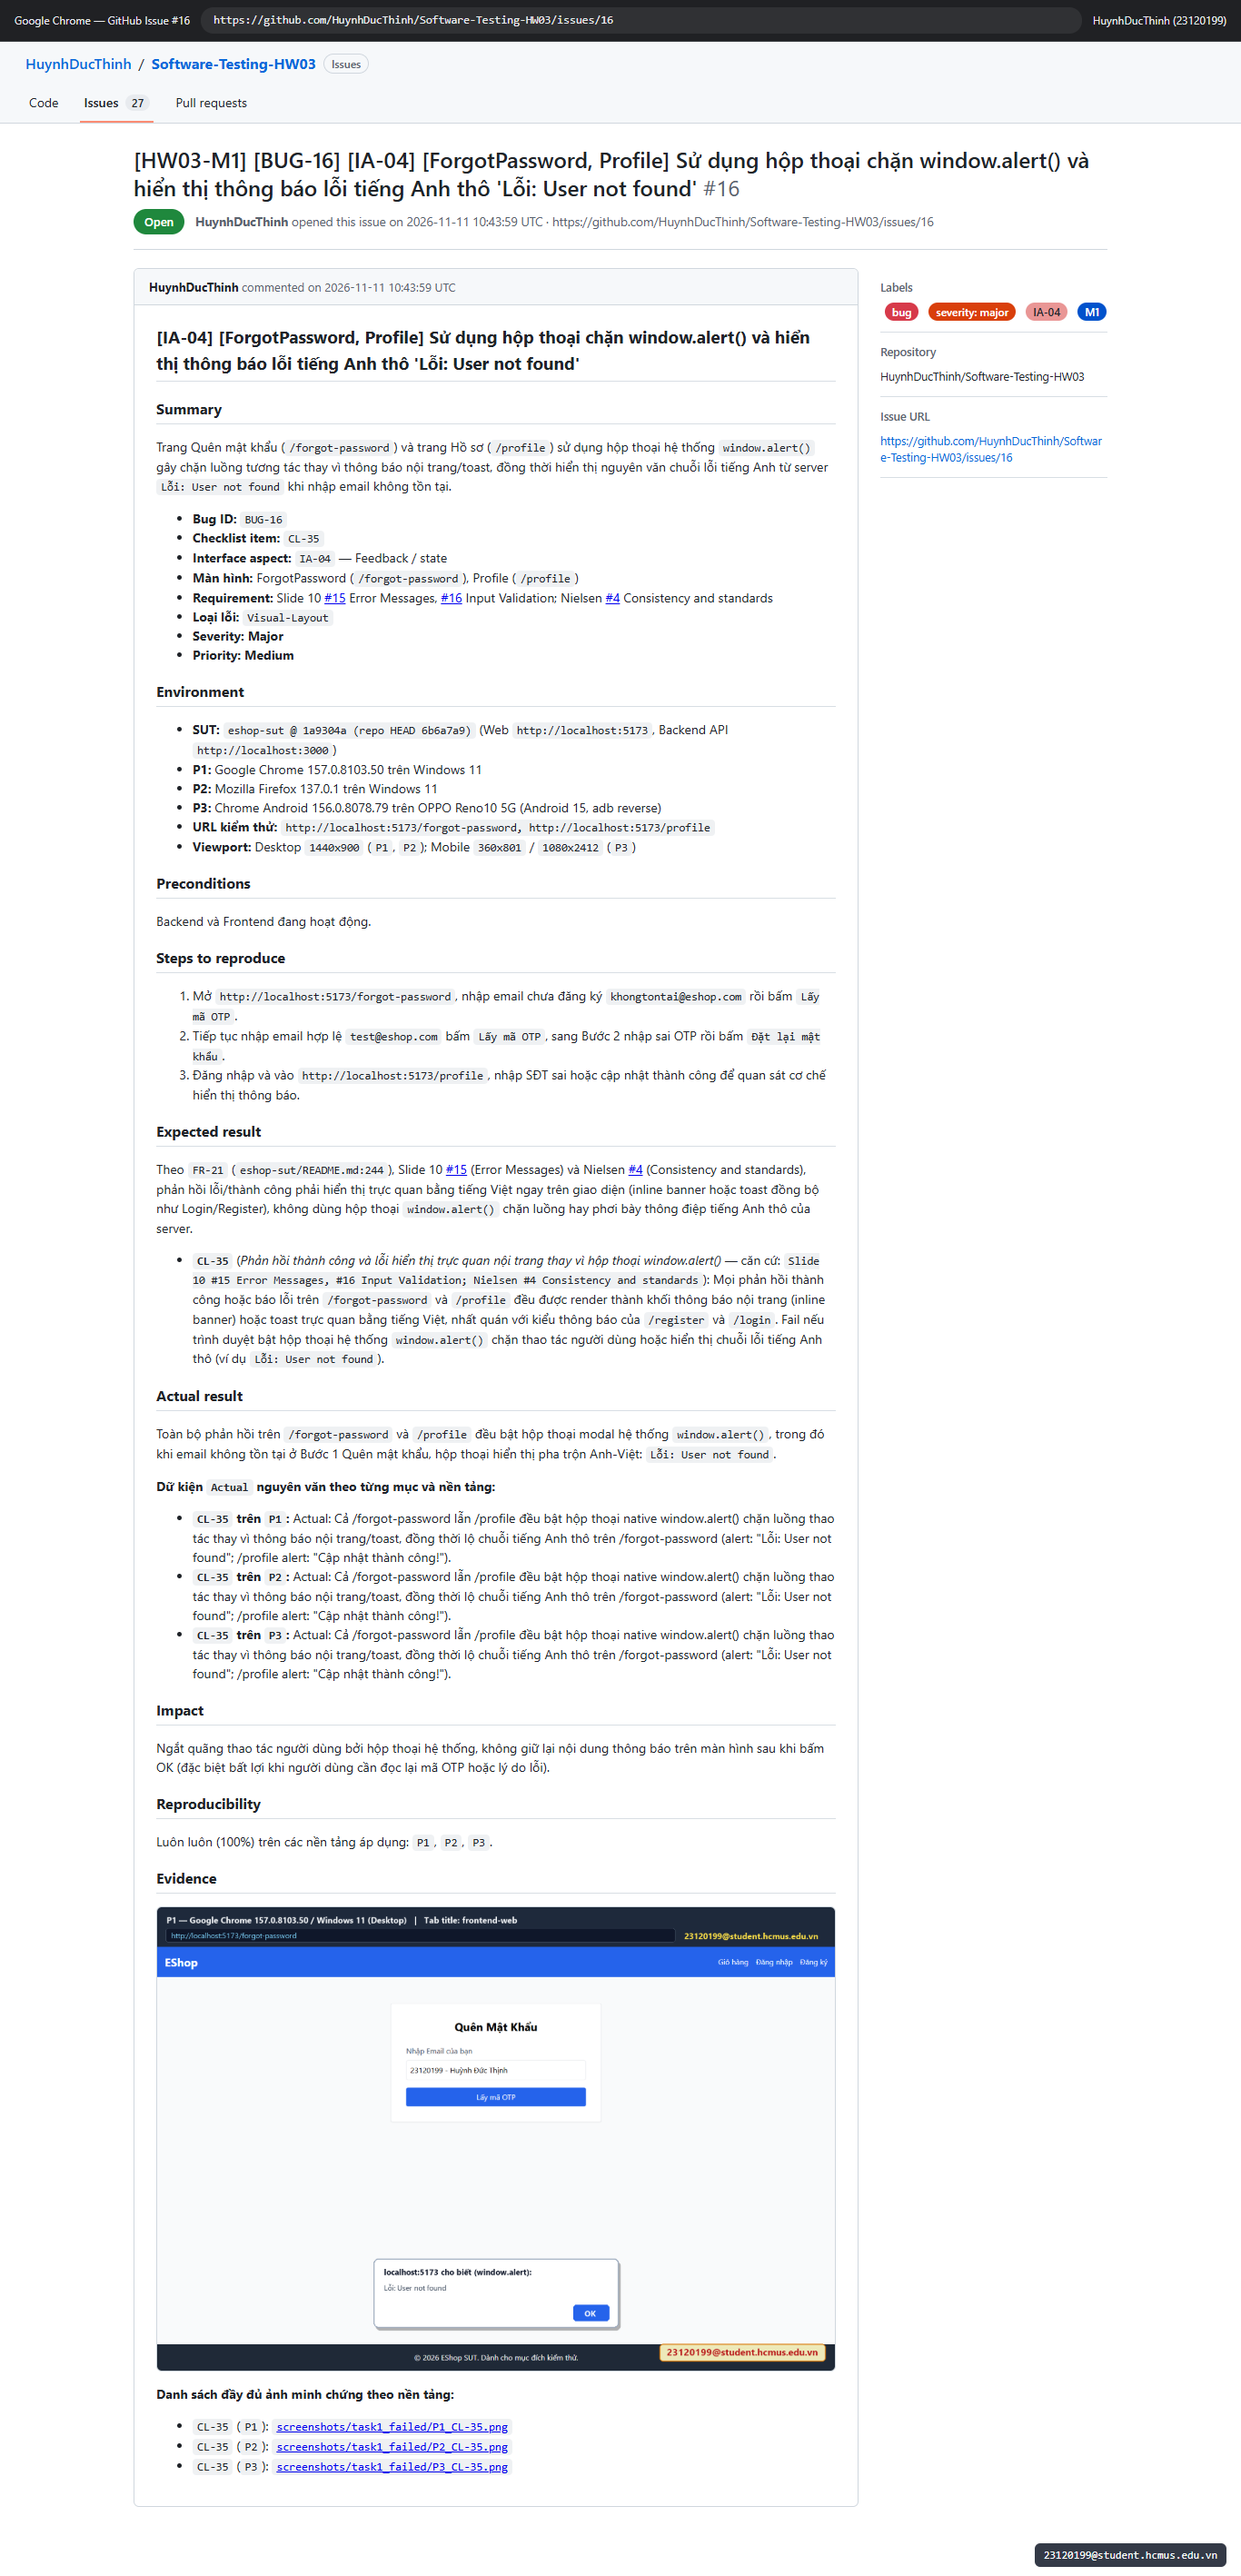 Google Chrome — GitHub Issue #16
https://github.com/HuynhDucThinh/Software-Testing-HW03/issues/16
HuynhDucThinh (23120199)
HuynhDucThinh / Software-Testing-HW03 Issues
Code Issues 27 Pull requests
[HW03-M1] [BUG-16] [IA-04] [ForgotPassword, Profile] Sử dụng hộp thoại chặn window.alert() và
hiển thị thông báo lỗi tiếng Anh thô 'Lỗi: User not found' #16
Open HuynhDucThinh opened this issue on 2026-11-11 10:43:59 UTC · https://github.com/HuynhDucThinh/Software-Testing-HW03/issues/16
HuynhDucThinh commented on 2026-11-11 10:43:59 UTC
[IA-04] [ForgotPassword, Profile] Sử dụng hộp thoại chặn window.alert() và hiển
thị thông báo lỗi tiếng Anh thô 'Lỗi: User not found'
Summary
Trang Quên mật khẩu ( /forgot-password ) và trang Hồ sơ ( /profile ) sử dụng hộp thoại hệ thống window.alert()
gây chặn luồng tương tác thay vì thông báo nội trang/toast, đồng thời hiển thị nguyên văn chuỗi lỗi tiếng Anh từ server
Lỗi: User not found khi nhập email không tồn tại.
• Bug ID: BUG-16
• Checklist item: CL-35
• Interface aspect: IA-04 — Feedback / state
• Màn hình: ForgotPassword ( /forgot-password ), Profile ( /profile )
• Requirement: Slide 10 #15 Error Messages, #16 Input Validation; Nielsen #4 Consistency and standards
• Loại lỗi: Visual-Layout
• Severity: Major
• Priority: Medium
Environment
• SUT: eshop-sut @ 1a9304a (repo HEAD 6b6a7a9) (Web http://localhost:5173, Backend API
http://localhost:3000 )
• P1: Google Chrome 157.0.8103.50 trên Windows 11
• P2: Mozilla Firefox 137.0.1 trên Windows 11
• P3: Chrome Android 156.0.8078.79 trên OPPO Reno10 5G (Android 15, adb reverse)
• URL kiểm thử: http://localhost:5173/forgot-password, http://localhost:5173/profile
• Viewport: Desktop 1440x900 ( P1 , P2 ); Mobile 360x801 / 1080x2412 ( P3 )
Preconditions
Backend và Frontend đang hoạt động.
Steps to reproduce
1. Mở http://localhost:5173/forgot-password, nhập email chưa đăng ký khongtontai@eshop.com rồi bấm Lấy
mã OTP .
2. Tiếp tục nhập email hợp lệ test@eshop.com bấm Lấy mã OTP , sang Bước 2 nhập sai OTP rồi bấm Đặt lại mật
khẩu .
3. Đăng nhập và vào http://localhost:5173/profile , nhập SĐT sai hoặc cập nhật thành công để quan sát cơ chế
hiển thị thông báo.
Expected result
Theo FR-21 ( eshop-sut/README.md:244 ), Slide 10 #15 (Error Messages) và Nielsen #4 (Consistency and standards),
phản hồi lỗi/thành công phải hiển thị trực quan bằng tiếng Việt ngay trên giao diện (inline banner hoặc toast đồng bộ
như Login/Register), không dùng hộp thoại window.alert() chặn luồng hay phơi bày thông điệp tiếng Anh thô của
server.
• CL-35 (Phản hồi thành công và lỗi hiển thị trực quan nội trang thay vì hộp thoại window.alert() — căn cứ: Slide
10 #15 Error Messages, #16 Input Validation; Nielsen #4 Consistency and standards ): Mọi phản hồi thành
công hoặc báo lỗi trên /forgot-password và /profile đều được render thành khối thông báo nội trang (inline
banner) hoặc toast trực quan bằng tiếng Việt, nhất quán với kiểu thông báo của /register và /login . Fail nếu
trình duyệt bật hộp thoại hệ thống window.alert() chặn thao tác người dùng hoặc hiển thị chuỗi lỗi tiếng Anh
thô (ví dụ Lỗi: User not found ).
Actual result
Toàn bộ phản hồi trên /forgot-password và /profile đều bật hộp thoại modal hệ thống window.alert() , trong đó
khi email không tồn tại ở Bước 1 Quên mật khẩu, hộp thoại hiển thị pha trộn Anh-Việt: Lỗi: User not found .
Dữ kiện Actual nguyên văn theo từng mục và nền tảng:
• CL-35 trên P1 : Actual: Cả /forgot-password lẫn /profile đều bật hộp thoại native window.alert() chặn luồng thao
tác thay vì thông báo nội trang/toast, đồng thời lộ chuỗi tiếng Anh thô trên /forgot-password (alert: "Lỗi: User not
found"; /profile alert: "Cập nhật thành công!").
• CL-35 trên P2 : Actual: Cả /forgot-password lẫn /profile đều bật hộp thoại native window.alert() chặn luồng thao
tác thay vì thông báo nội trang/toast, đồng thời lộ chuỗi tiếng Anh thô trên /forgot-password (alert: "Lỗi: User not
found"; /profile alert: "Cập nhật thành công!").
• CL-35 trên P3 : Actual: Cả /forgot-password lẫn /profile đều bật hộp thoại native window.alert() chặn luồng thao
tác thay vì thông báo nội trang/toast, đồng thời lộ chuỗi tiếng Anh thô trên /forgot-password (alert: "Lỗi: User not
found"; /profile alert: "Cập nhật thành công!").
Impact
Ngắt quãng thao tác người dùng bởi hộp thoại hệ thống, không giữ lại nội dung thông báo trên màn hình sau khi bấm
OK (đặc biệt bất lợi khi người dùng cần đọc lại mã OTP hoặc lý do lỗi).
Reproducibility
Luôn luôn (100%) trên các nền tảng áp dụng: P1 , P2 , P3 .
Evidence
P1 — Google Chrome 157.0.8103.50 / Windows 11 (Desktop) | Tab title: frontend-web
http://localhost:5173/forgot-password
23120199@student.hcmus.edu.vn
EShop
Giỏ hàng Đăng nhập Đăng ký
Quên Mật Khẩu
Nhập Email của bạn
23120199 - Huỳnh Đức Thịnh
Lấy mã OTP
localhost:5173 cho biết (window.alert):
Lỗi: User not found
OK
© 2026 EShop SUT. Dành cho mục đích kiểm thử.
23120199@student.hcmus.edu.vn
Danh sách đầy đủ ảnh minh chứng theo nền tảng:
• CL-35 ( P1 ): screenshots/task1_failed/P1_CL-35.png
• CL-35 ( P2 ): screenshots/task1_failed/P2_CL-35.png
• CL-35 ( P3 ): screenshots/task1_failed/P3_CL-35.png
Labels
bug severity: major IA-04 M1
Repository
HuynhDucThinh/Software-Testing-HW03
Issue URL
https://github.com/HuynhDucThinh/Softwar
e-Testing-HW03/issues/16
23120199@student.hcmus.edu.vn